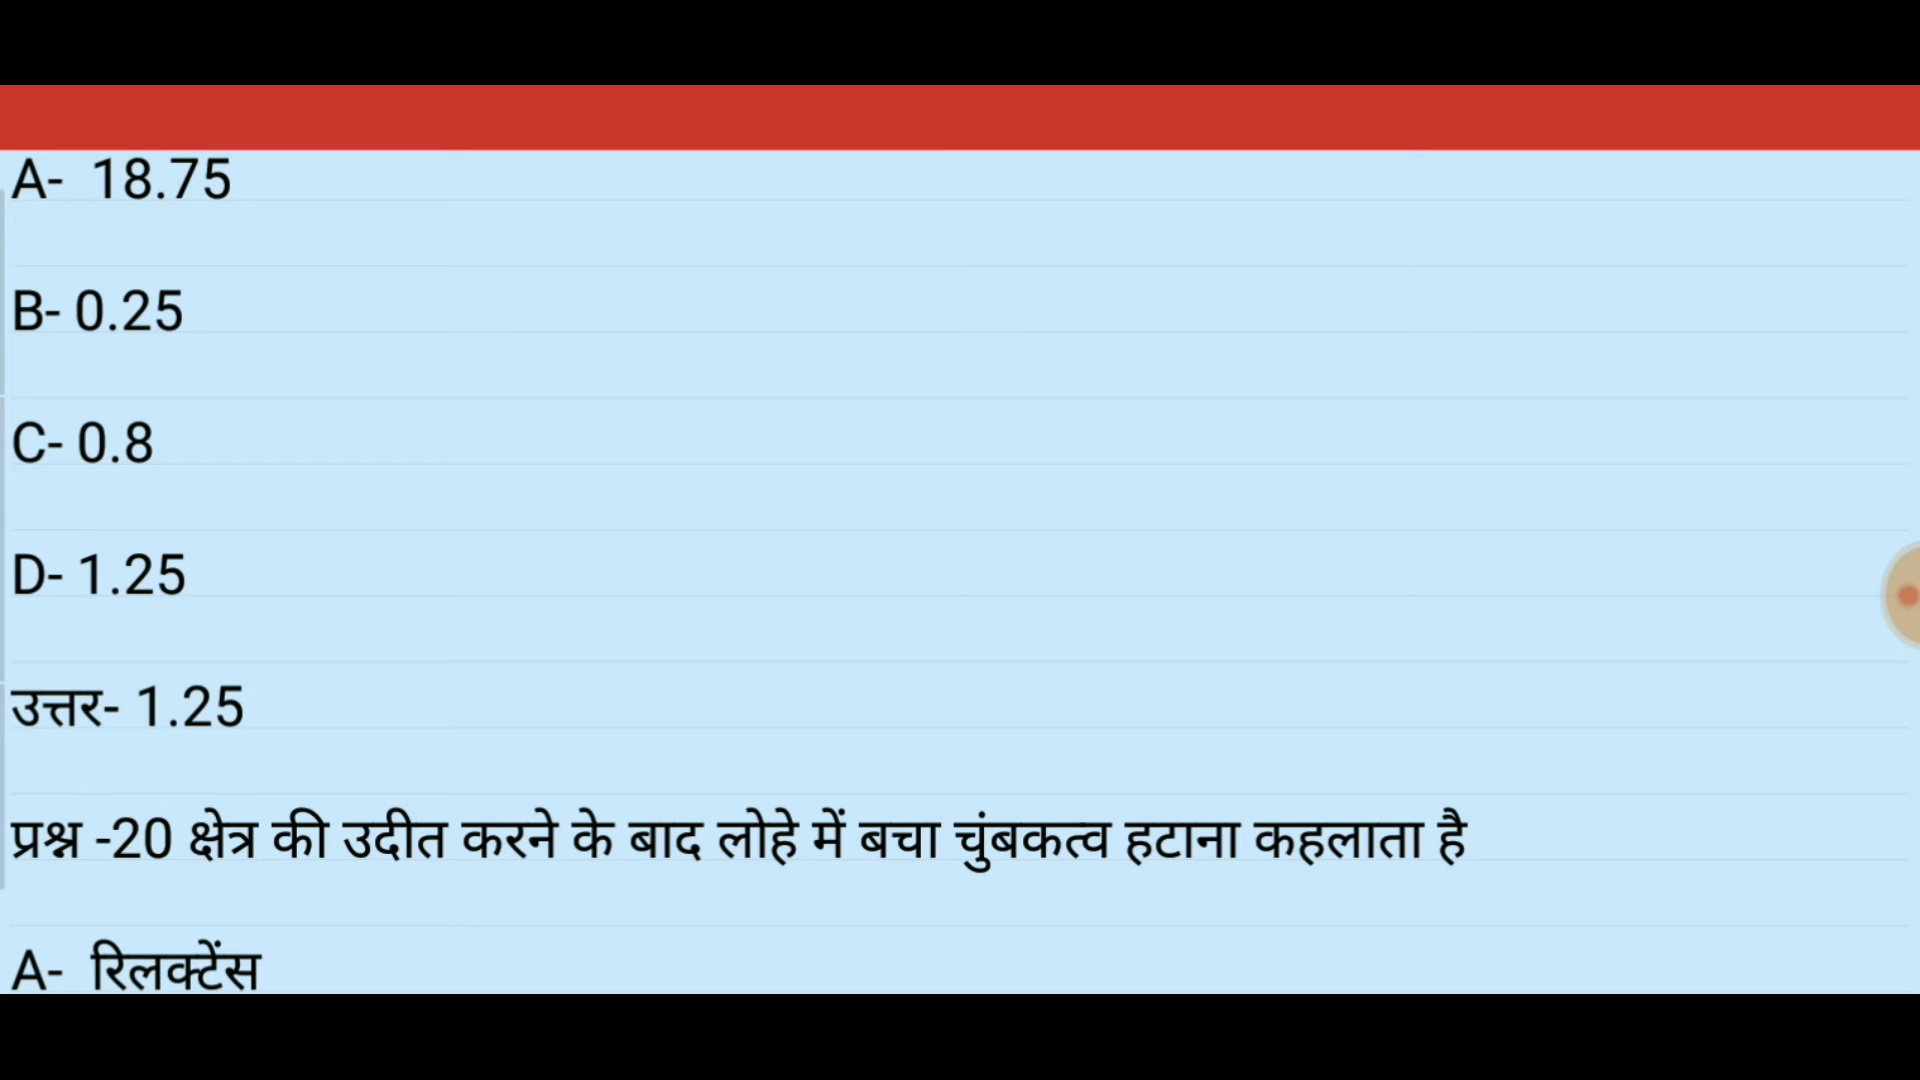 A- 18.75
B- 0.25
C- 0.8
D- 1.25
उत्तर- 1.25
प्रश्न -20 क्षेत्र की उदीत करने के बाद लोहे में बचा चुंबकत्व हटाना कहलाता है
A- रिलक्टेंस